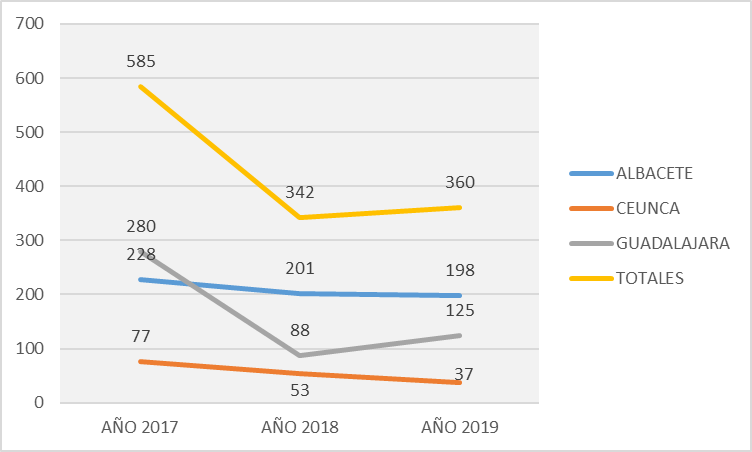 700
600
500
400
300
200
100
0
585
342
360
280
228
201
198
88
125
77
53
37
AÑO 2017
AÑO 2018
AÑO 2019
ALBACETE
CEUNCA
GUADALAJARA
TOTALES